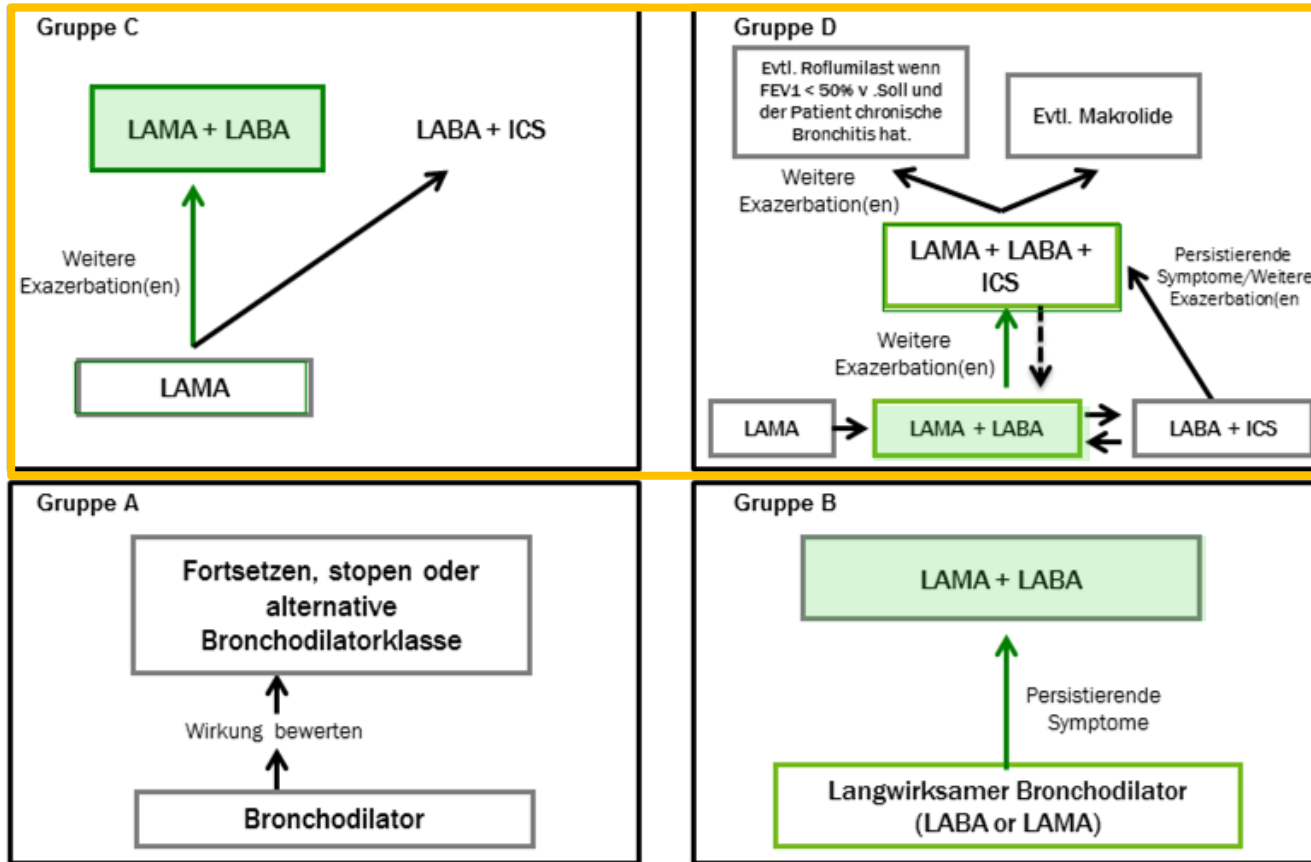 Gruppe C
LAMA + LABA
LABA + ICS
Weitere
Exazerbation(en)
LAMA
Gruppe D
Evtl. Roflumilast wenn
FEV1 < 50% v .Soll und
der Patient chronische
Bronchitis hat.
Evtl. Makrolide
Weitere
Exazerbation(en)
LAMA + LABA +
ICS
Persistierende
Symptome/Weitere
Exazerbation(en
Weitere
Exazerbation(en)
LAMA
LAMA + LABA
LABA + ICS
Gruppe A
Fortsetzen, stopen oder
alternative
Bronchodilatorklasse
Wirkung bewerten
Bronchodilator
Gruppe B
LAMA + LABA
Persistierende
Symptome
Langwirksamer Bronchodilator
(LABA or LAMA)